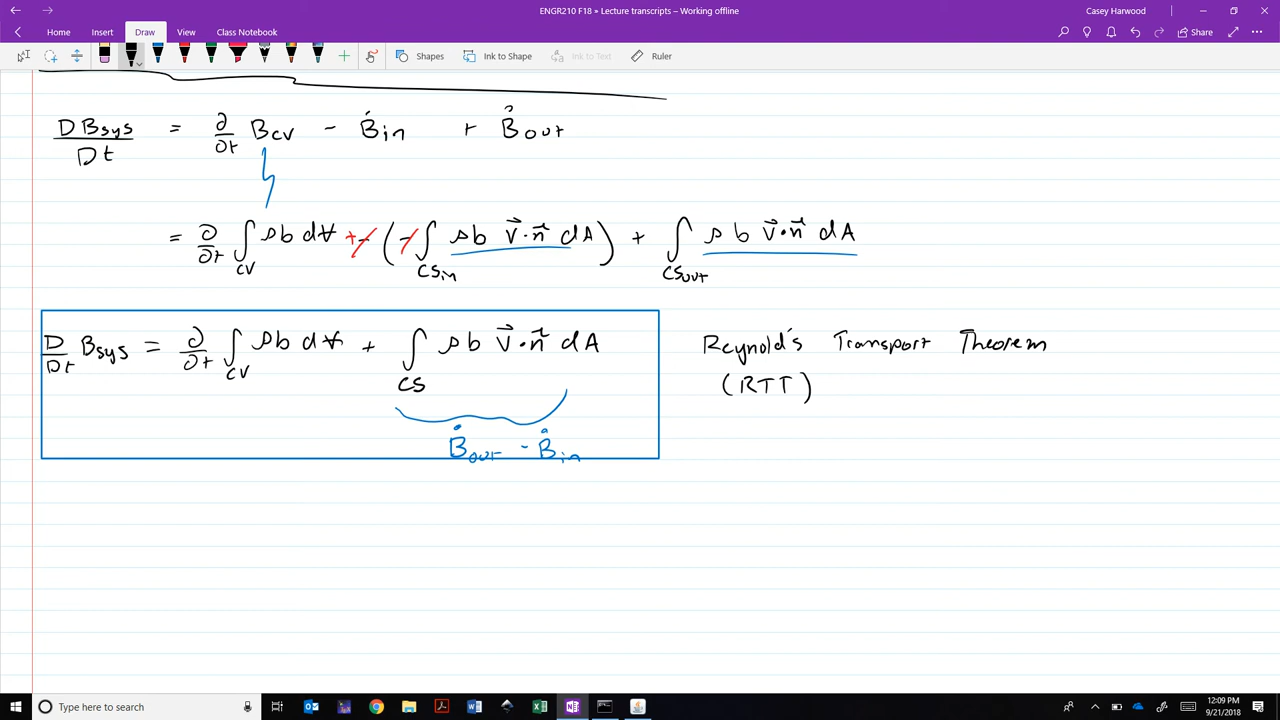 ENGR210 F18 » Lecture transcripts – Working offline
Casey Harwood
Home Insert Draw View Class Notebook
Share
Shapes Ink to Shape Ink to Text Ruler
DBsys/Dt = ∂/∂t Bcv - Ḃin + Ḃout
= ∂/∂t ∫cv ρb dV̶ + - ( - ∫CSin ρb V⃗·n⃗ dA ) + ∫CSout ρ b V⃗·n⃗ dA
D/Dt Bsys = ∂/∂t ∫cv ρb dV̶ + ∫CS ρ b V⃗·n⃗ dA
Reynold's Transport Theorem
(RTT)
Ḃout - Ḃin
Type here to search
12:09 PM
9/21/2018